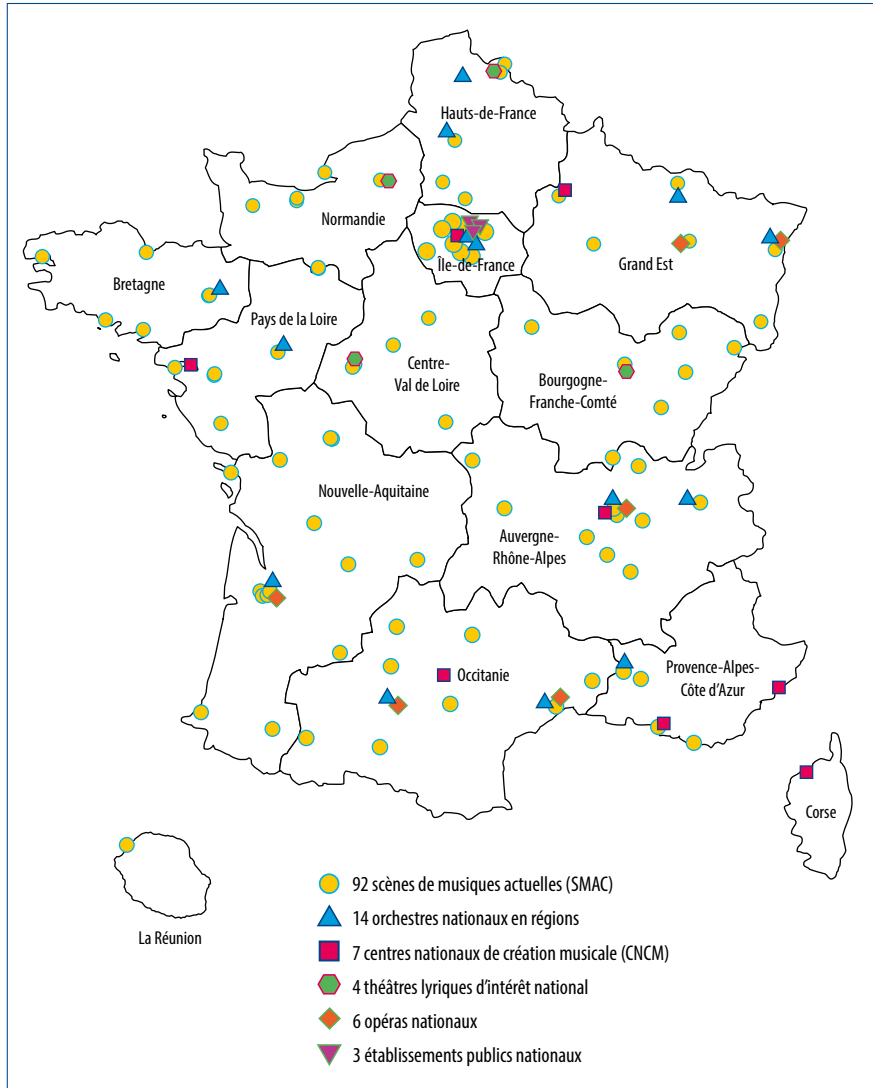 Hauts-de-France
Normandie
Île-de-France
Grand Est
Bretagne
Pays de la Loire
Centre-
Val de Loire
Bourgogne-
Franche-Comté
Nouvelle-Aquitaine
Auvergne-
Rhône-Alpes
Occitanie
Provence-Alpes-
Côte d'Azur
Corse
La Réunion
92 scènes de musiques actuelles (SMAC)
14 orchestres nationaux en régions
7 centres nationaux de création musicale (CNCM)
4 théâtres lyriques d'intérêt national
6 opéras nationaux
3 établissements publics nationaux